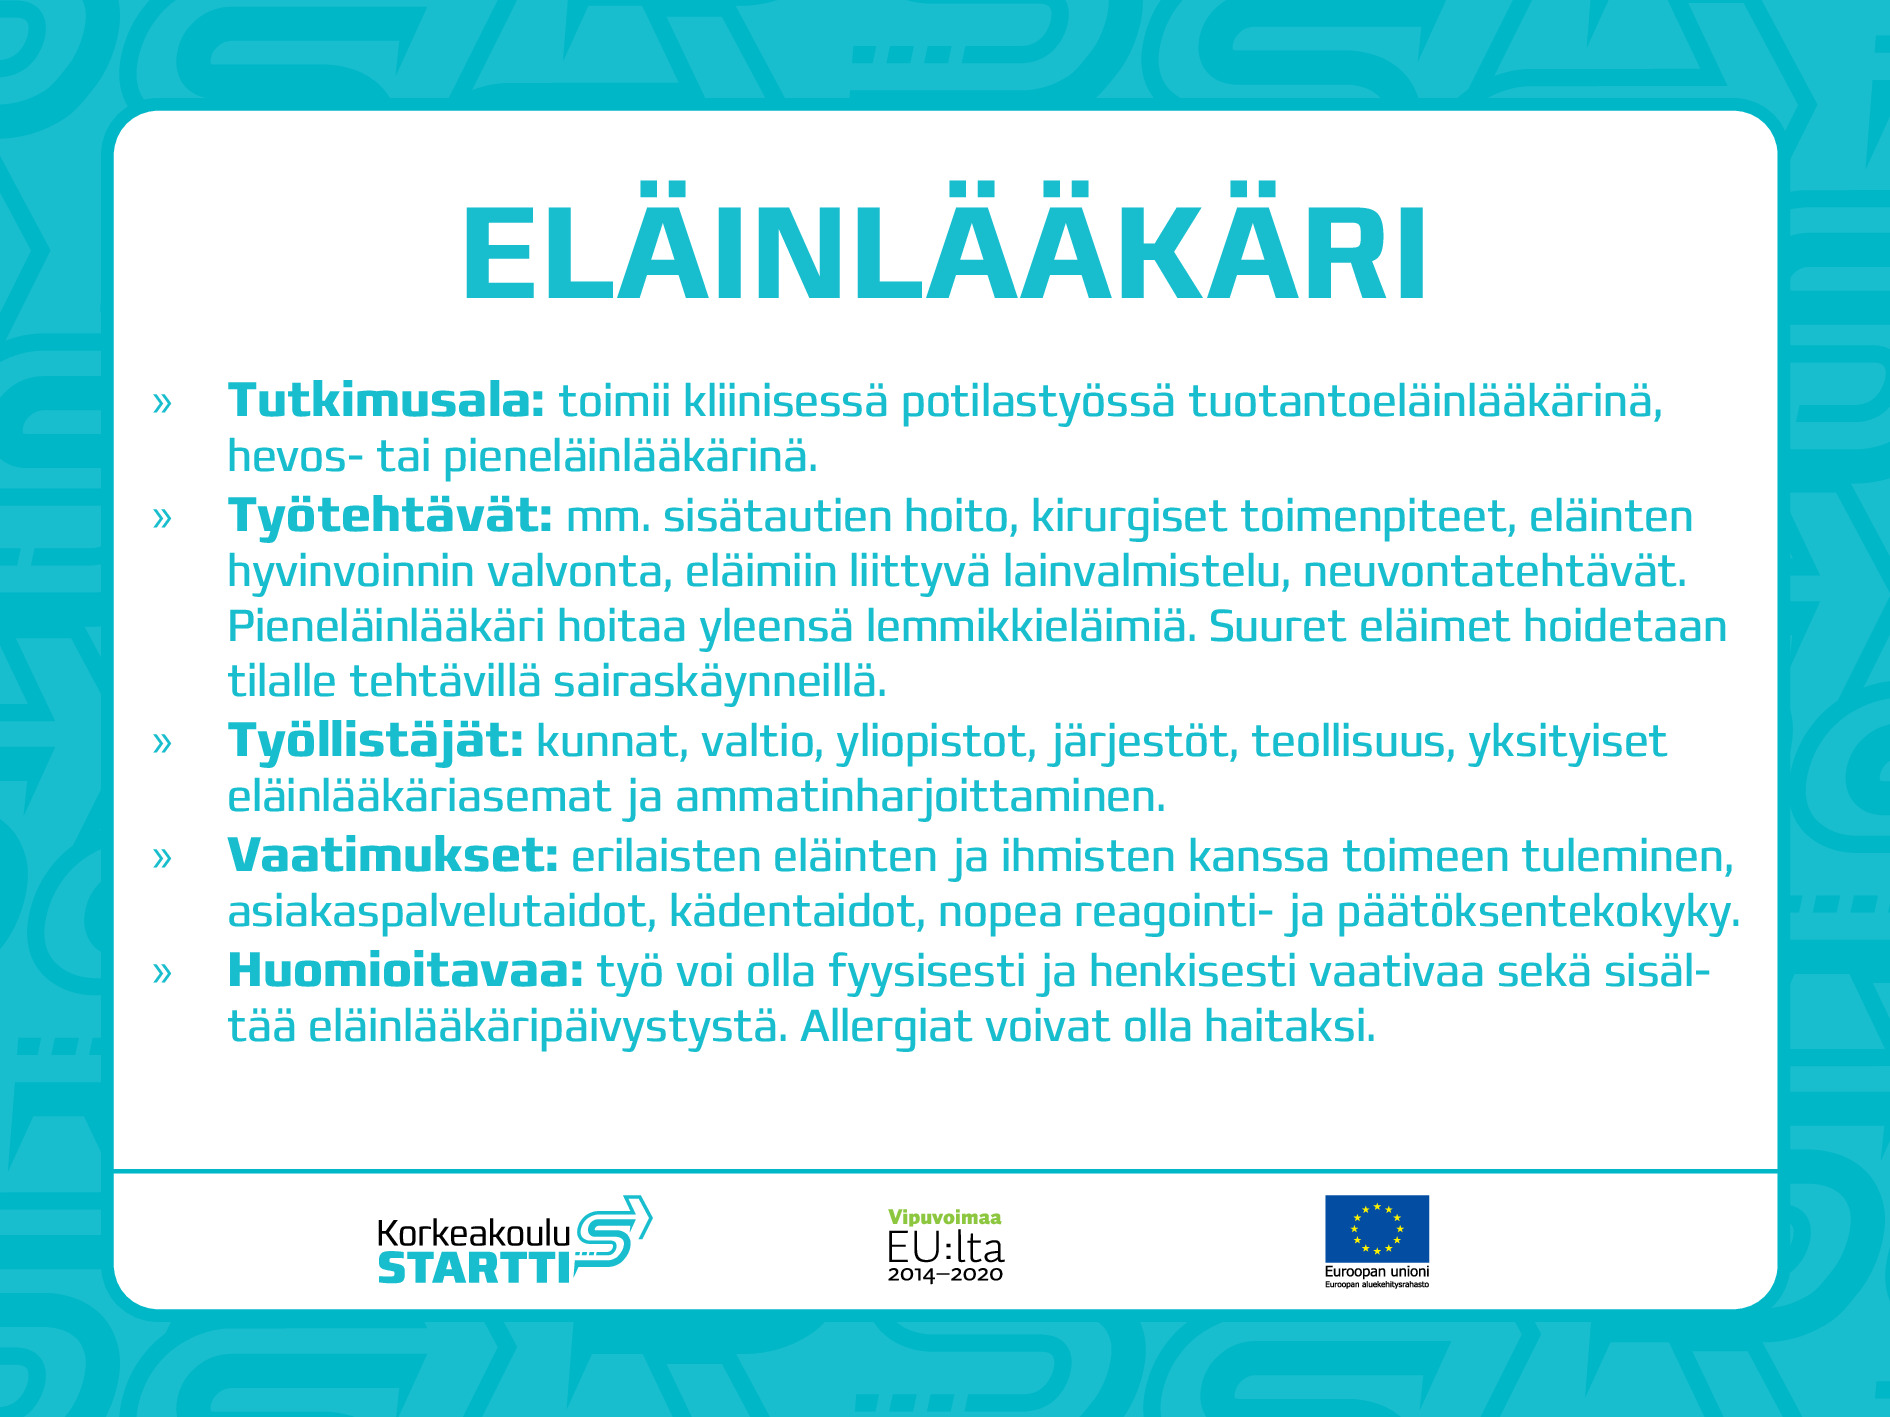 ELÄINLÄÄKÄRI
» Tutkimusala: toimii kliinisessä potilastyössä tuotantoeläinlääkärinä,
hevos- tai pieneläinlääkärinä.
» Työtehtävät: mm. sisätautien hoito, kirurgiset toimenpiteet, eläinten
hyvinvoinnin valvonta, eläimiin liittyvä lainvalmistelu, neuvontatehtävät.
Pieneläinlääkäri hoitaa yleensä lemmikkieläimiä. Suuret eläimet hoidetaan
tilalle tehtävillä sairaskäynneillä.
» Työllistäjät: kunnat, valtio, yliopistot, järjestöt, teollisuus, yksityiset
eläinlääkäriasemat ja ammatinharjoittaminen.
» Vaatimukset: erilaisten eläinten ja ihmisten kanssa toimeen tuleminen,
asiakaspalvelutaidot, kädentaidot, nopea reagointi- ja päätöksentekokyky.
» Huomioitavaa: työ voi olla fyysisesti ja henkisesti vaativaa sekä sisäl-
tää eläinlääkäripäivystystä. Allergiat voivat olla haitaksi.
Korkeakoulu
STARTTI
Vipuvoimaa
EU:lta
2014–2020
Euroopan unioni
Euroopan aluekehitysrahasto